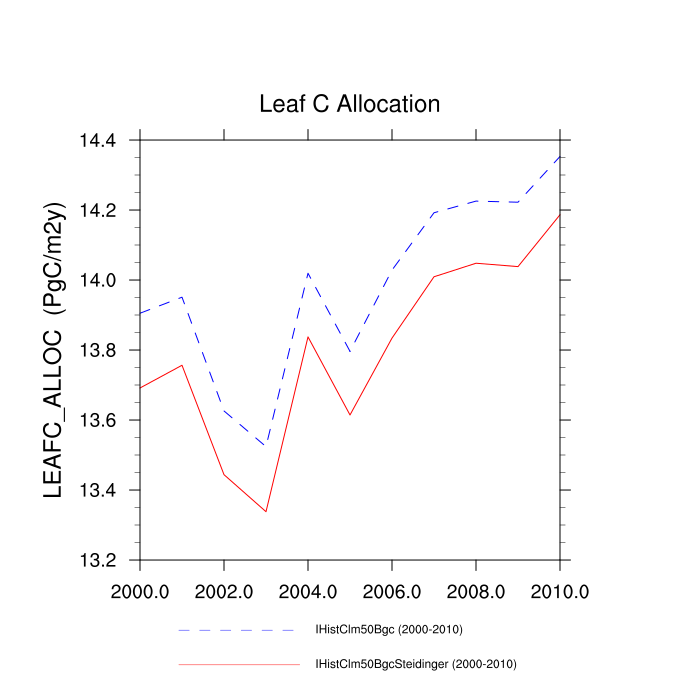 Leaf C Allocation
LEAFC_ALLOC (PgC/m2y)
14.4
14.2
14.0
13.8
13.6
13.4
13.2
2000.0 2002.0 2004.0 2006.0 2008.0 2010.0
IHistClm50Bgc (2000-2010)
IHistClm50BgcSteidinger (2000-2010)